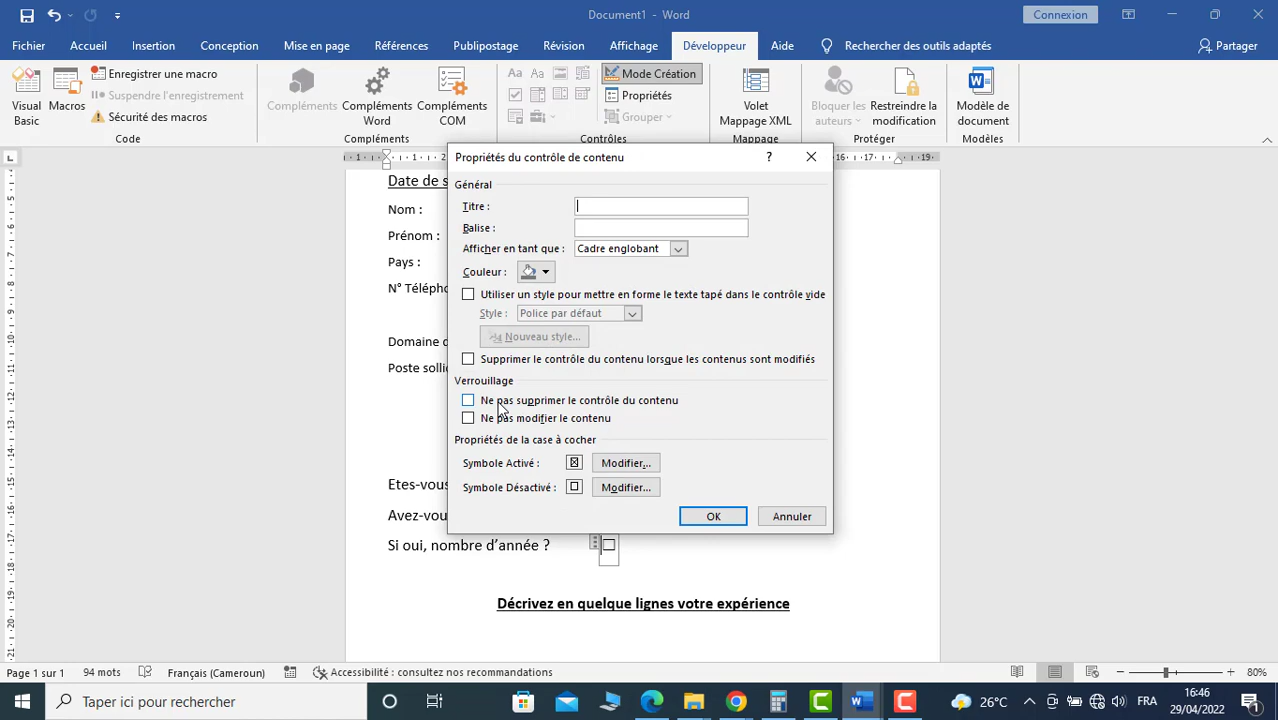 Document1 - Word
Connexion
Fichier Accueil Insertion Conception Mise en page Références Publipostage Révision Affichage Développeur Aide Rechercher des outils adaptés Partager
Visual Basic
Macros
Enregistrer une macro
Suspendre l'enregistrement
Sécurité des macros
Code
Compléments
Compléments Word
Compléments COM
Compléments
Aa Aa
Mode Création
Propriétés
Grouper
Contrôles
Volet Mappage XML
Mappage
Bloquer les auteurs
Restreindre la modification
Protéger
Modèle de document
Modèles
Propriétés du contrôle de contenu
Général
Titre :
Balise :
Afficher en tant que : Cadre englobant
Couleur :
Utiliser un style pour mettre en forme le texte tapé dans le contrôle vide
Style : Police par défaut
Nouveau style...
Supprimer le contrôle du contenu lorsque les contenus sont modifiés
Verrouillage
Ne pas supprimer le contrôle du contenu
Ne pas modifier le contenu
Propriétés de la case à cocher
Symbole Activé : Modifier...
Symbole Désactivé : Modifier...
OK Annuler
Date de s
Nom :
Prénom :
Pays :
N° Télépho
Domaine d
Poste sollic
Etes-vous
Avez-vou
Si oui, nombre d'année ?
Décrivez en quelque lignes votre expérience
Page 1 sur 1 94 mots Français (Cameroun) Accessibilité : consultez nos recommandations 80%
Taper ici pour rechercher
26°C FRA
16:46
29/04/2022